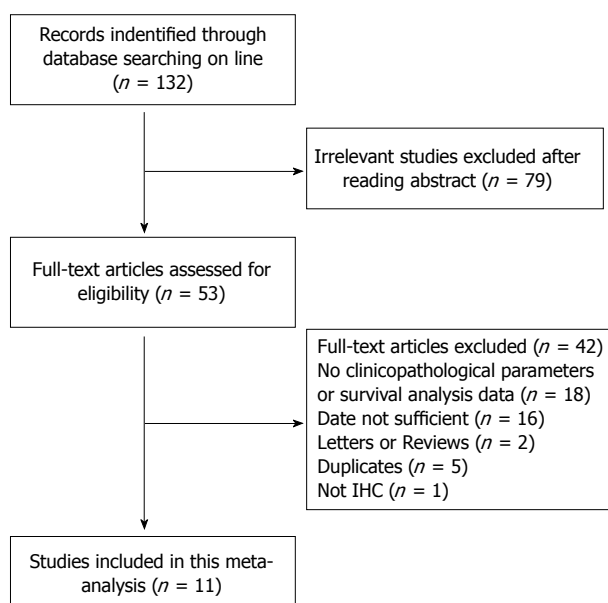 Records indentified through
database searching on line
(n = 132)
Irrelevant studies excluded after
reading abstract (n = 79)
Full-text articles assessed for
eligibility (n = 53)
Full-text articles excluded (n = 42)
No clinicopathological parameters
or survival analysis data (n = 18)
Date not sufficient (n = 16)
Letters or Reviews (n = 2)
Duplicates (n = 5)
Not IHC (n = 1)
Studies included in this meta-
analysis (n = 11)